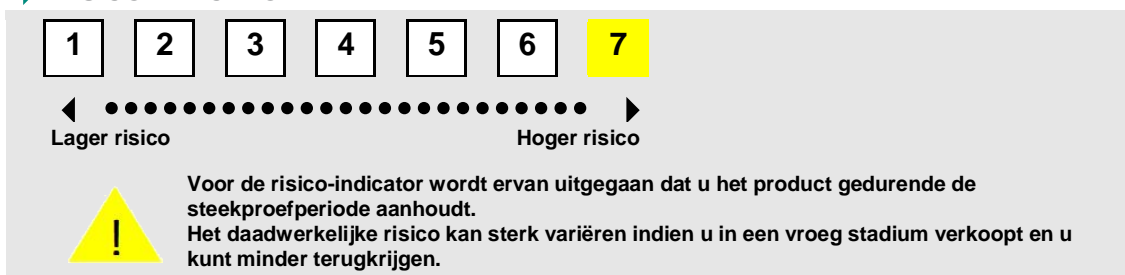 1 2 3 4 5 6 7
Lager risico Hoger risico
Voor de risico-indicator wordt ervan uitgegaan dat u het product gedurende de
steekproefperiode aanhoudt.
! Het daadwerkelijke risico kan sterk variëren indien u in een vroeg stadium verkoopt en u
kunt minder terugkrijgen.